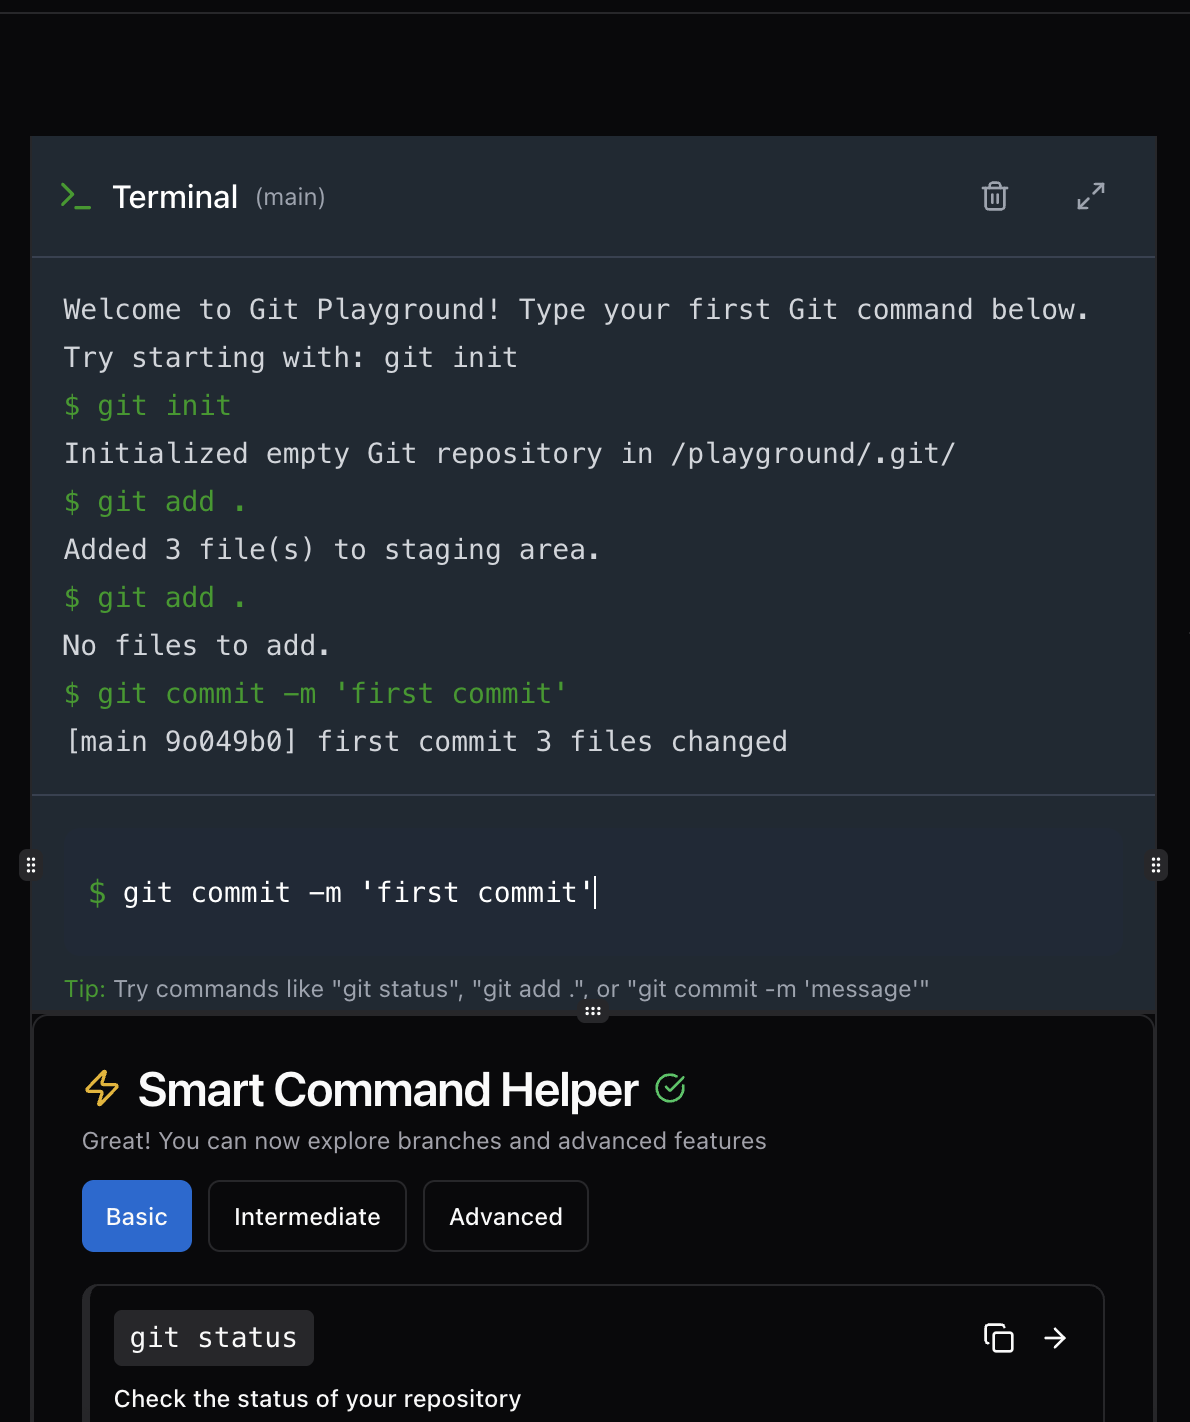 Terminal (main)
Welcome to Git Playground! Type your first Git command below.
Try starting with: git init
$ git init
Initialized empty Git repository in /playground/.git/
$ git add .
Added 3 file(s) to staging area.
$ git add .
No files to add.
$ git commit -m 'first commit'
[main 9o049b0] first commit 3 files changed
$ git commit -m 'first commit'
Tip: Try commands like "git status", "git add .", or "git commit -m 'message'"
Smart Command Helper
Great! You can now explore branches and advanced features
Basic Intermediate Advanced
git status
Check the status of your repository